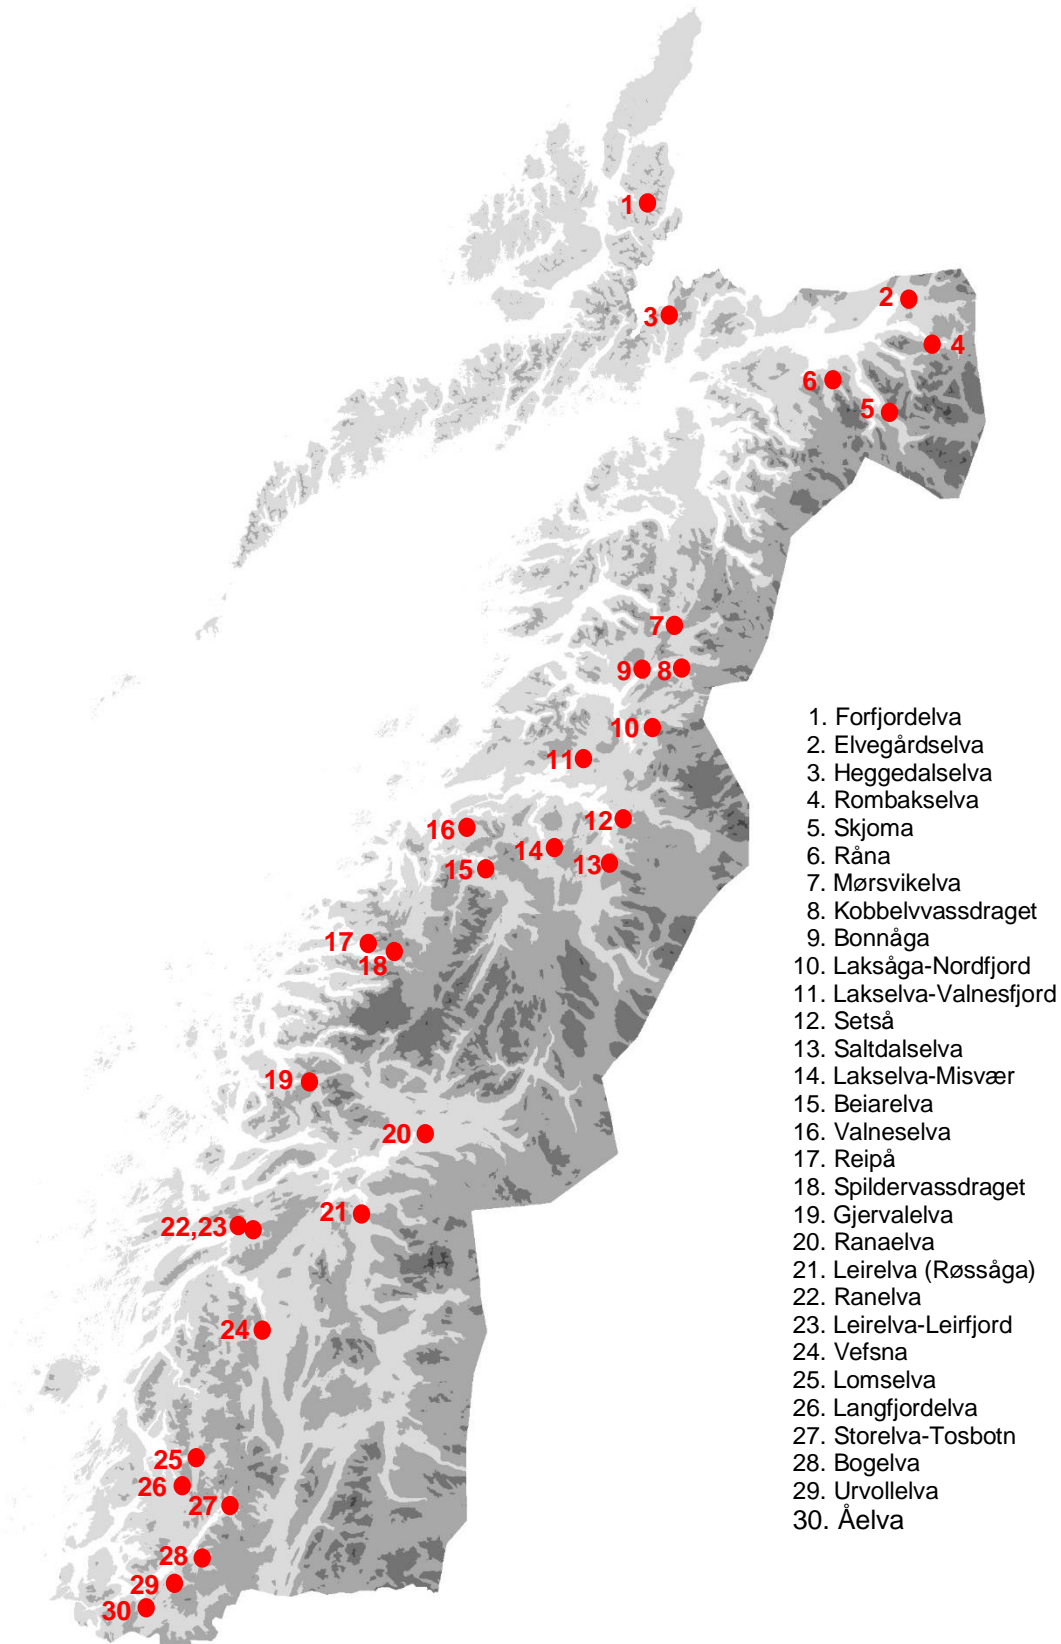 1
2
3
4
6
5
7
9
8
10
11
12
16
14
13
15
17
18
19
20
21
22,23
24
25
26
27
28
29
30
1. Forfjordelva
2. Elvegårdselva
3. Heggedalselva
4. Rombakselva
5. Skjoma
6. Råna
7. Mørsvikelva
8. Kobbelvvassdraget
9. Bonnåga
10. Laksåga-Nordfjord
11. Lakselva-Valnesfjord
12. Setså
13. Saltdalselva
14. Lakselva-Misvær
15. Beiarelva
16. Valneselva
17. Reipå
18. Spildervassdraget
19. Gjervalelva
20. Ranaelva
21. Leirelva (Røssåga)
22. Ranelva
23. Leirelva-Leirfjord
24. Vefsna
25. Lomselva
26. Langfjordelva
27. Storelva-Tosbotn
28. Bogelva
29. Urvollelva
30. Åelva